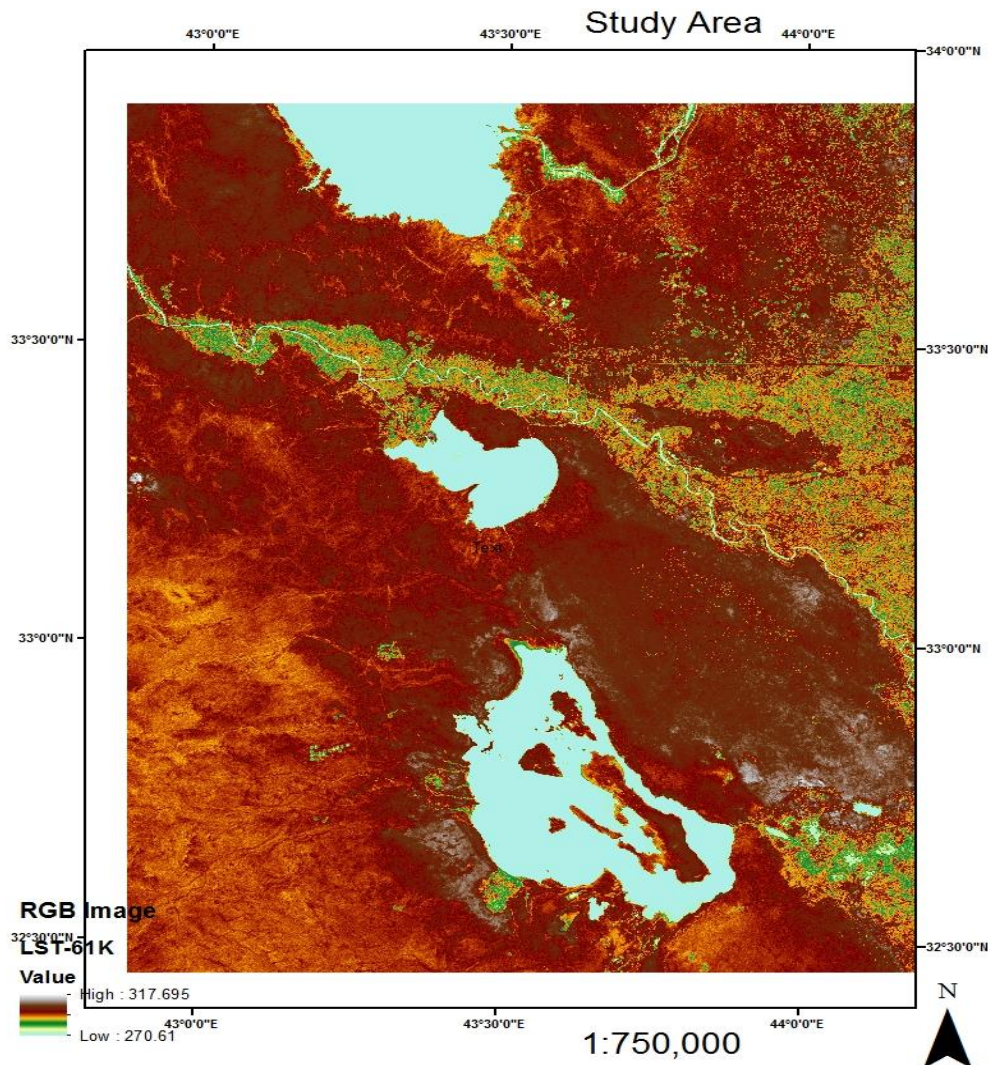 Study Area
43°0'0"E
43°30'0"E
44°0'0"E
34°0'0"N
33°30'0"N
33°30'0"N
Text
33°0'0"N
33°0'0"N
RGB Image
32°30'0"N
32°30'0"N
LST-61K
Value
High : 317.695
Low : 270.61
N
43°0'0"E
43°30'0"E
44°0'0"E
1:750,000